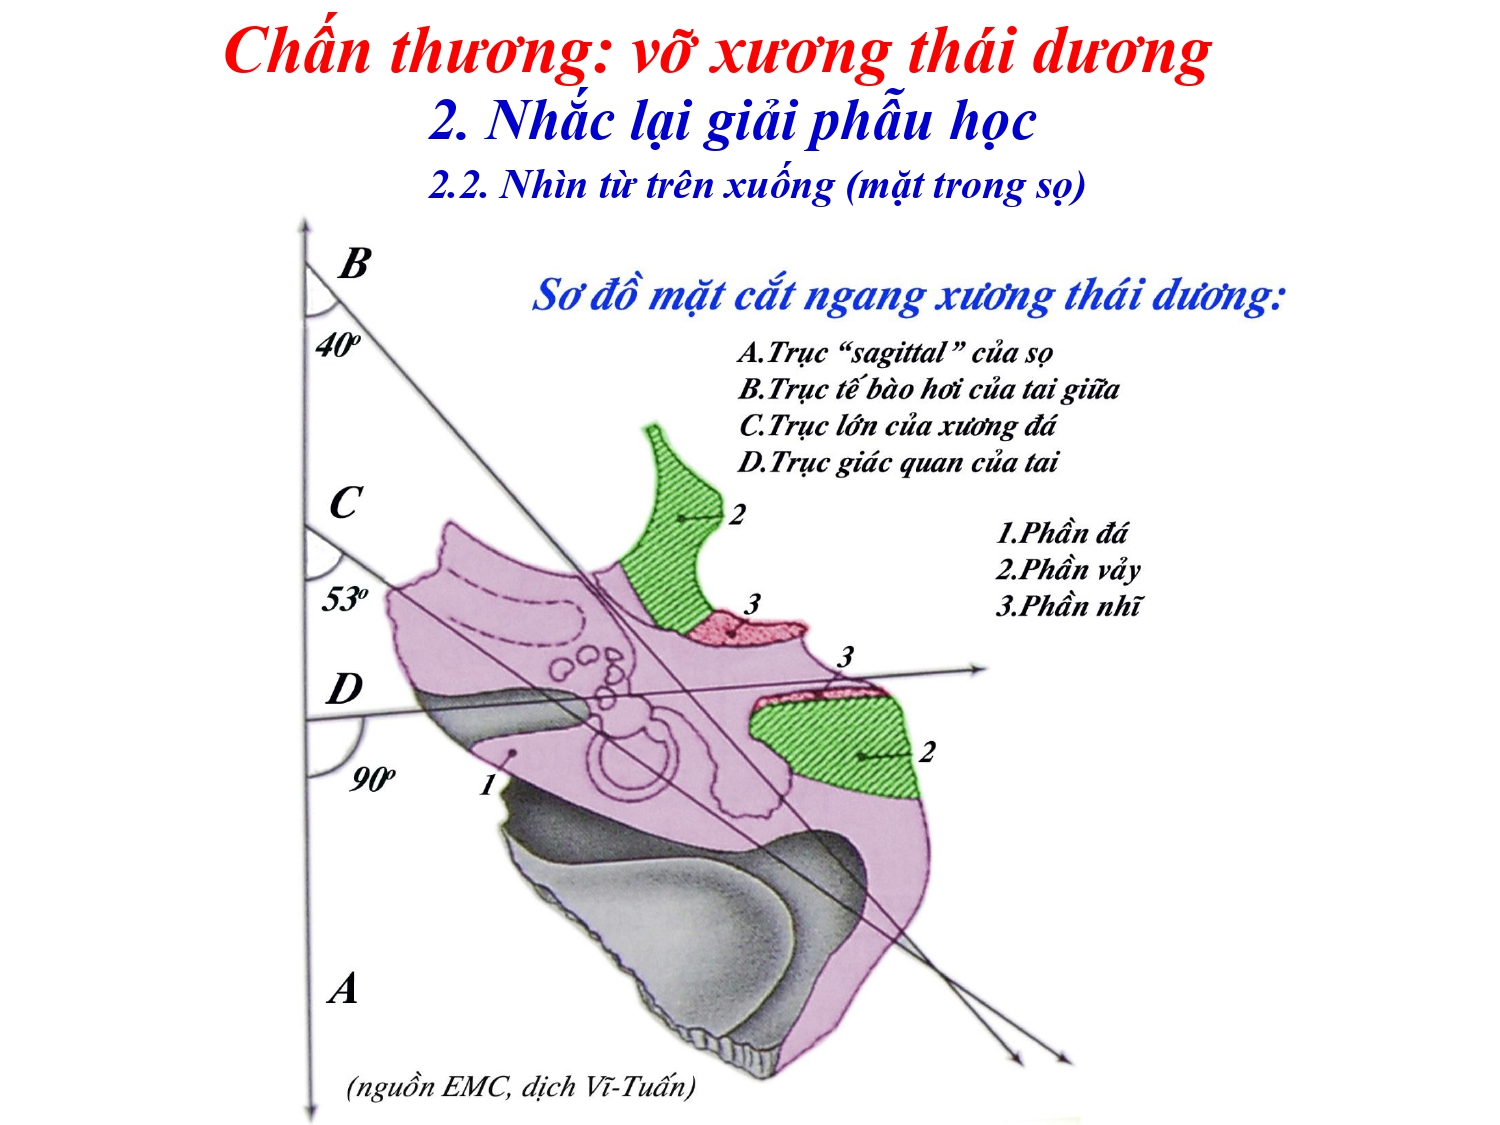 Chấn thương: vỡ xương thái dương
2. Nhắc lại giải phẫu học
2.2. Nhìn từ trên xuống (mặt trong sọ)
B
Sơ đồ mặt cắt ngang xương thái dương:
40º
A.Trục “sagittal” của sọ
B.Trục tế bào hơi của tai giữa
C.Trục lớn của xương đá
D.Trục giác quan của tai
C
2
1.Phần đá
2.Phần vảy
3.Phần nhĩ
53º
3
3
D
2
90º
1
A
(nguồn EMC, dịch Vĩ-Tuấn)